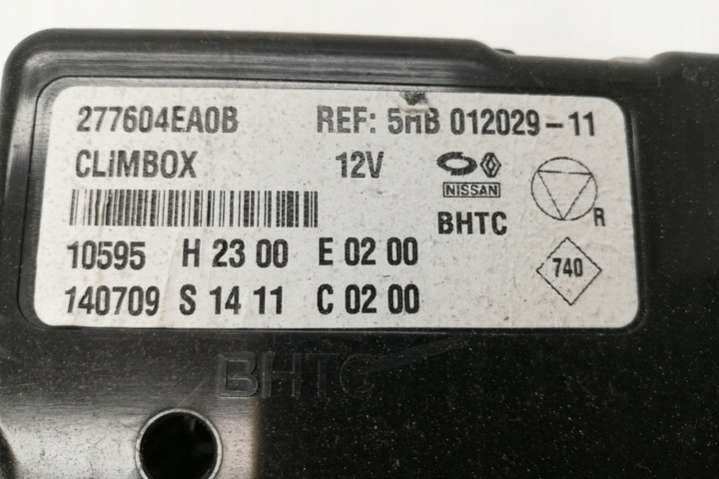 277604EA0B REF: 5HB 012029-11
CLiMBOX 12V
NISSAN
BHTC
R
10595 H 23 00 E 02 00
740
140709 S 14 11 C 02 00
BHTC